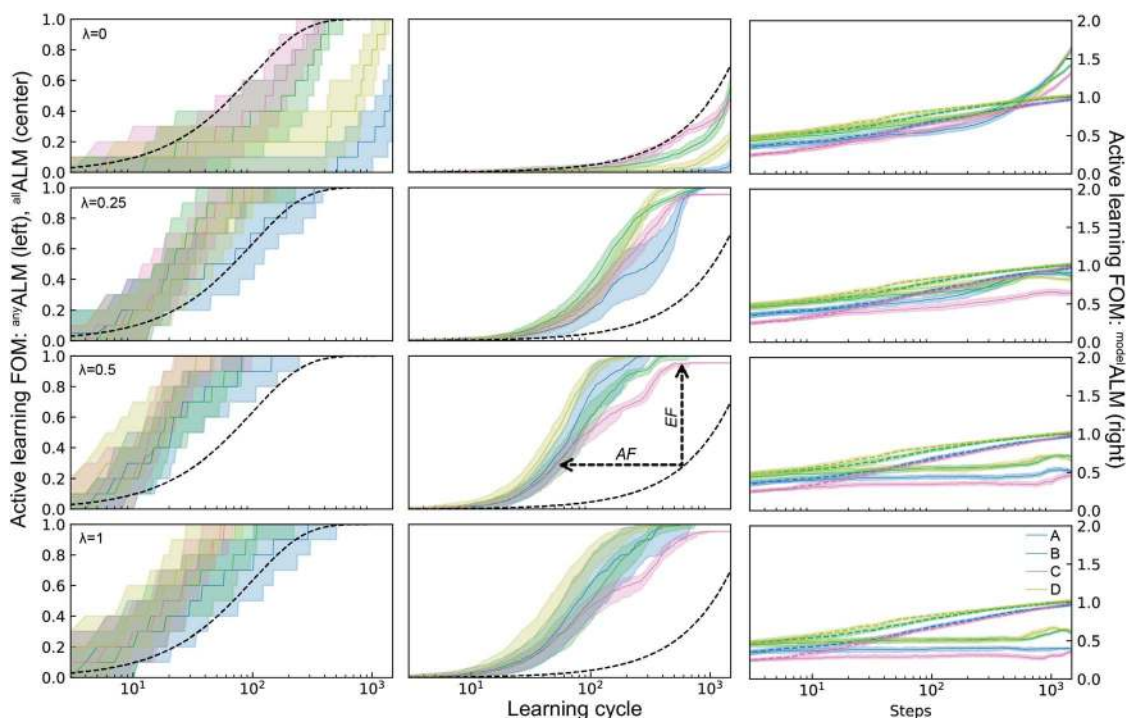 Active learning FOM: anyALM (left), allALM (center)
1.0
0.8
0.6
0.4
0.2
0.0
λ=0
2.0
1.5
1.0
0.5
0.0
1.0
0.8
0.6
0.4
0.2
0.0
λ=0.25
2.0
1.5
1.0
0.5
0.0
1.0
0.8
0.6
0.4
0.2
0.0
λ=0.5
AF
EF
2.0
1.5
1.0
0.5
0.0
1.0
0.8
0.6
0.4
0.2
0.0
λ=1
A
B
C
D
2.0
1.5
1.0
0.5
0.0
10¹ 10² 10³
10² 10³
10¹ 10² 10³
Learning cycle
Steps
Active learning FOM: modelALM (right)